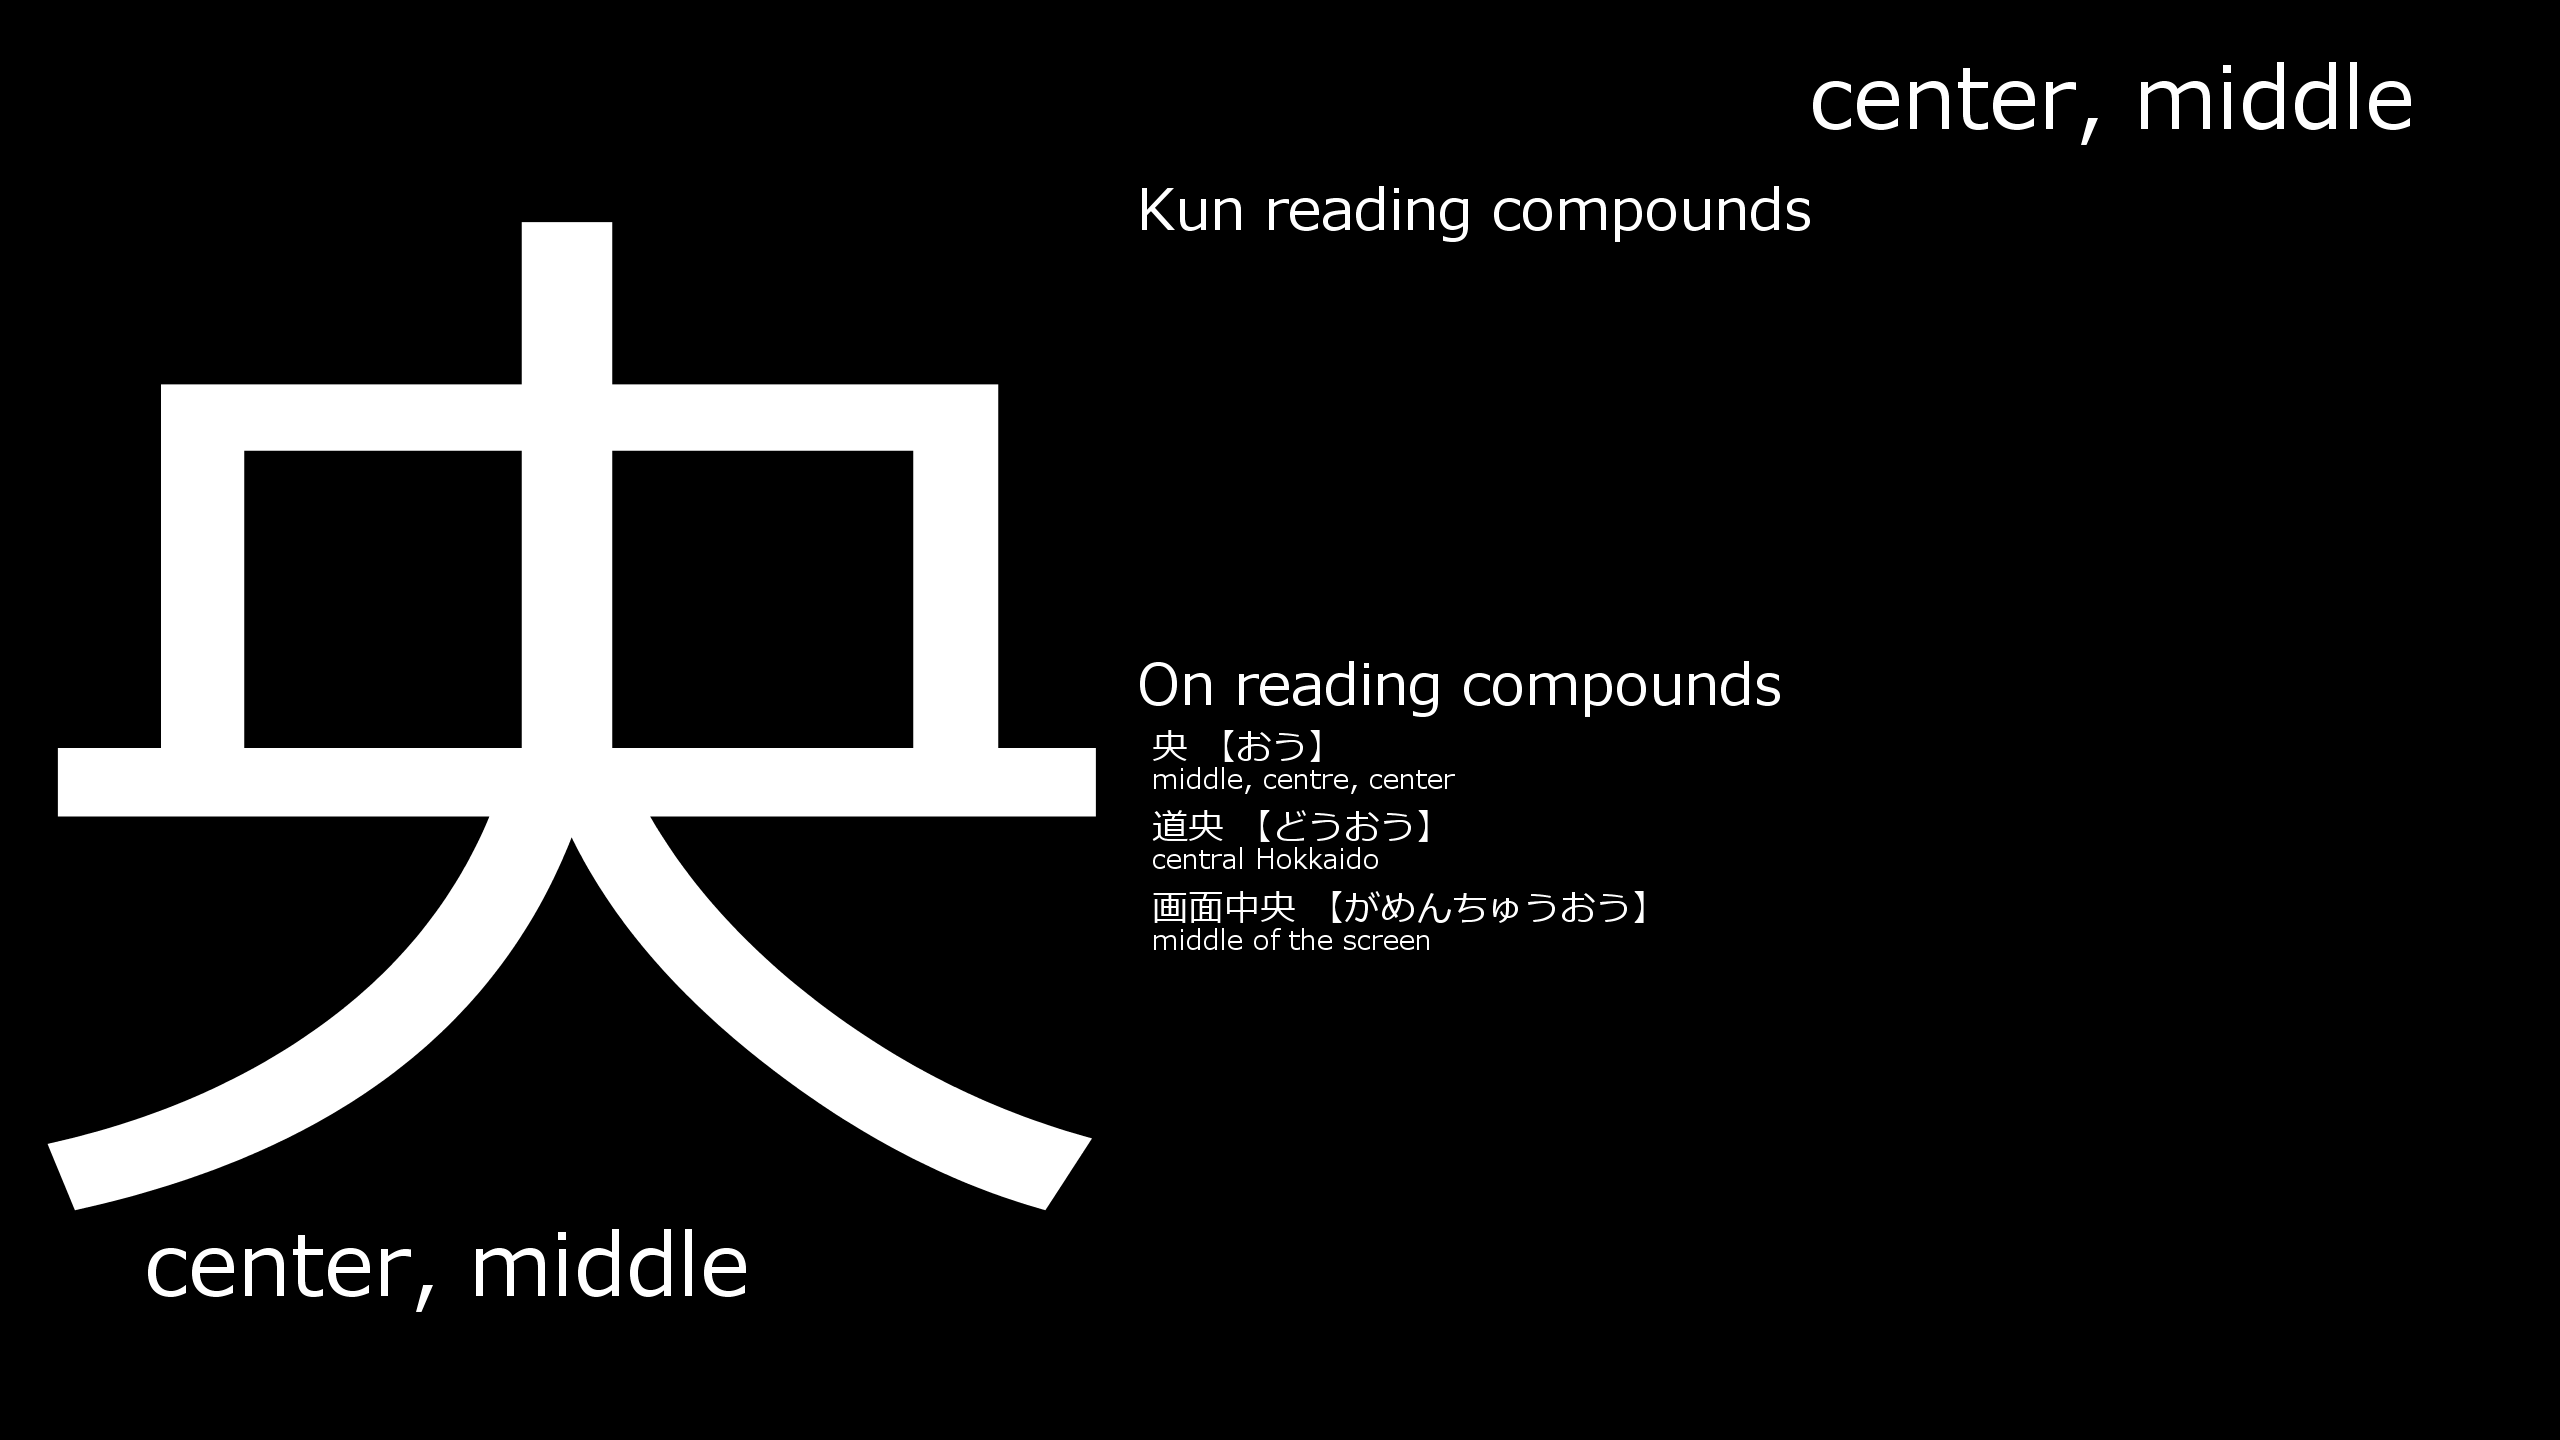 央
center, middle
center, middle
Kun reading compounds
On reading compounds
央 【おう】
middle, centre, center
道央 【どうおう】
central Hokkaido
画面中央 【がめんちゅうおう】
middle of the screen